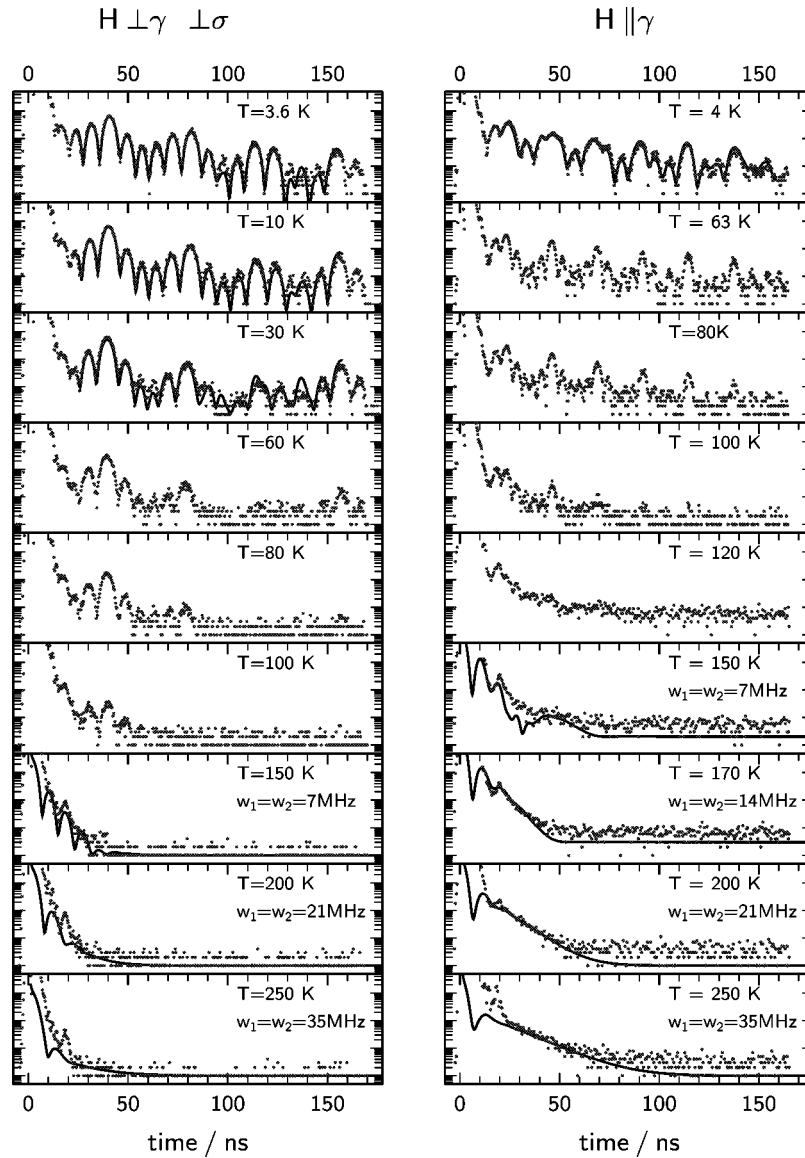 H ⊥γ ⊥σ
H ∥γ
0 50 100 150
0 50 100 150
T=3.6 K
T = 4 K
T=10 K
T = 63 K
T=30 K
T=80K
T=60 K
T = 100 K
T=80 K
T = 120 K
T=100 K
T = 150 K
w₁=w₂=7MHz
T=150 K
w₁=w₂=7MHz
T = 170 K
w₁=w₂=14MHz
T=200 K
w₁=w₂=21MHz
T = 200 K
w₁=w₂=21MHz
T=250 K
w₁=w₂=35MHz
T = 250 K
w₁=w₂=35MHz
0 50 100 150
0 50 100 150
time / ns
time / ns